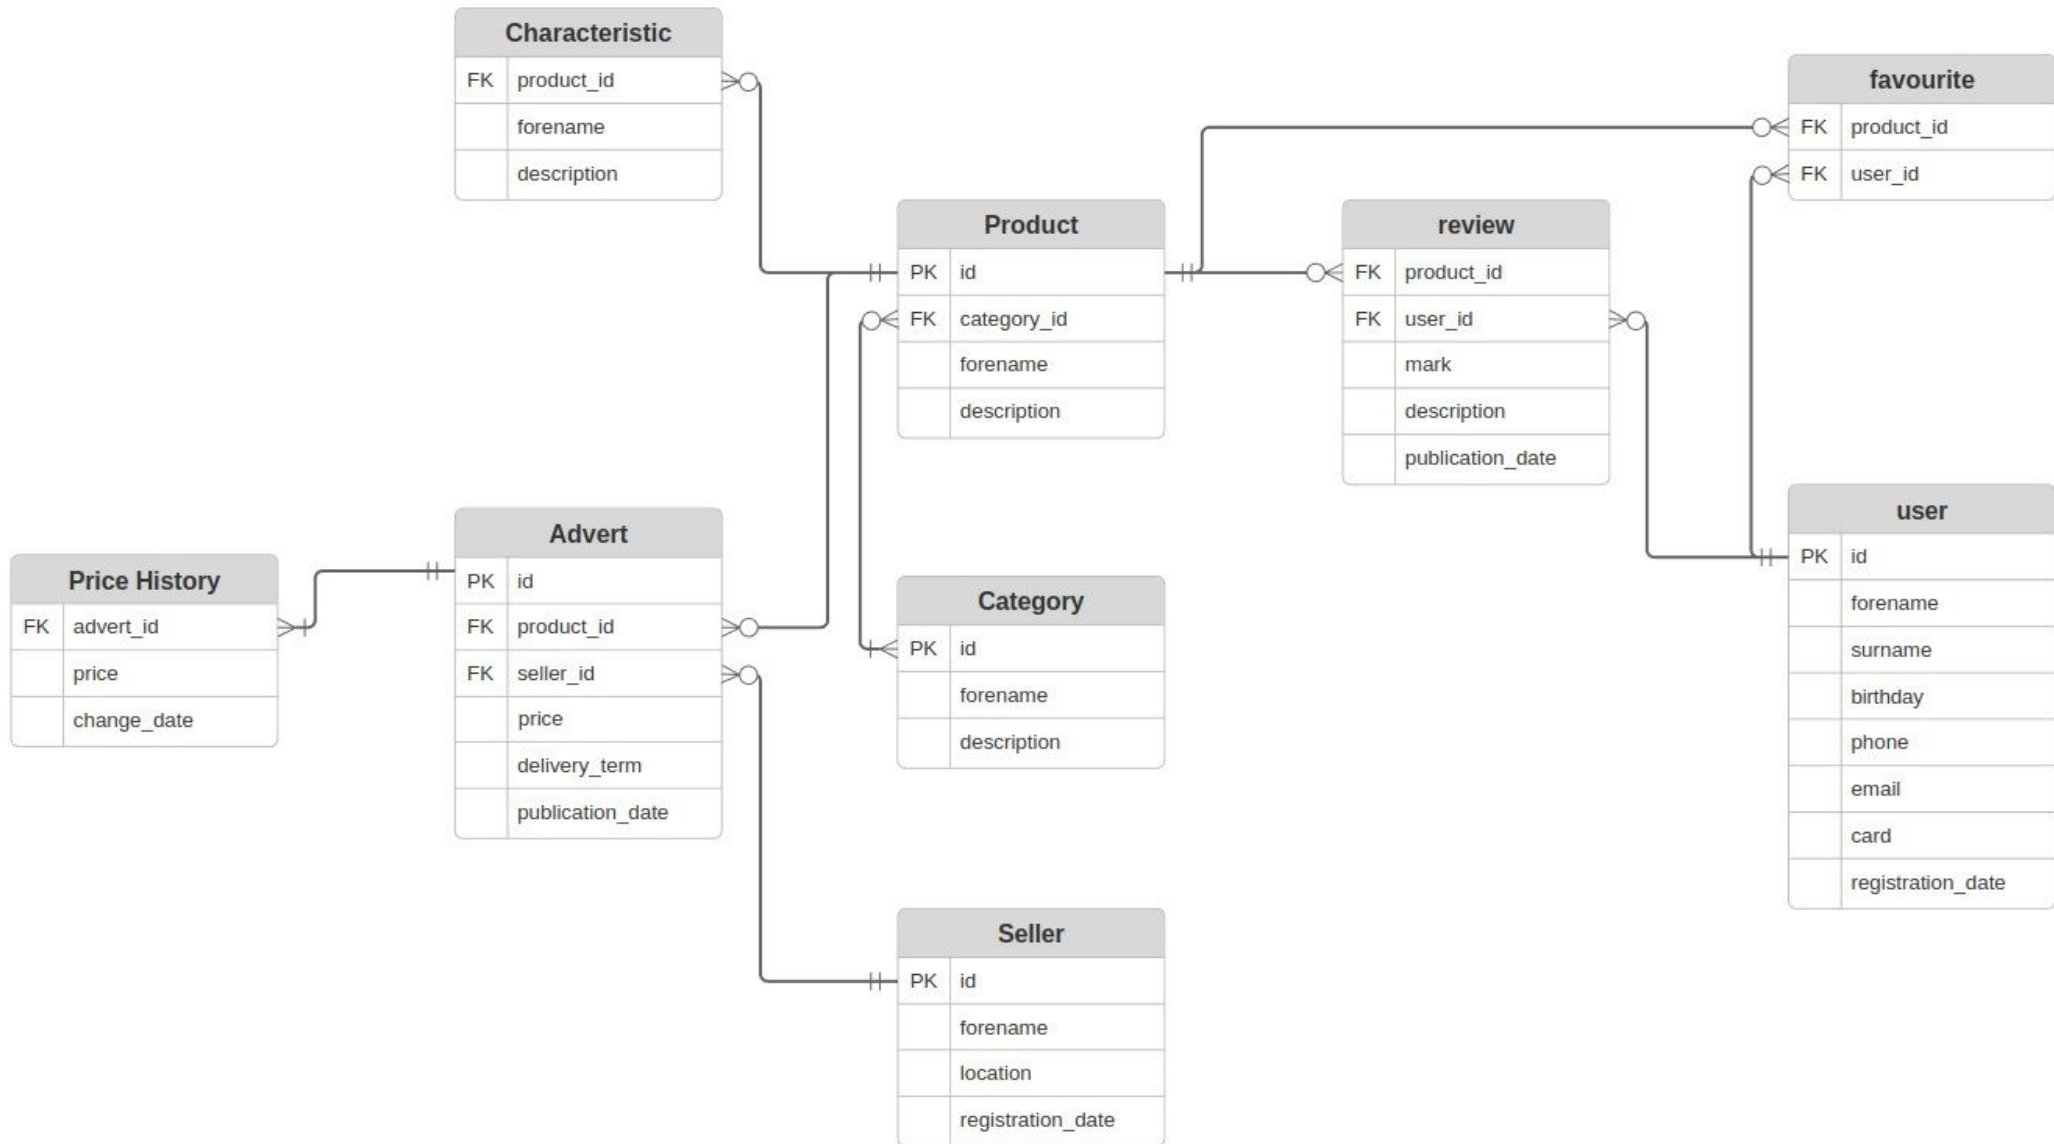 Characteristic
FK product_id
forename
description
favourite
FK product_id
FK user_id
Product
PK id
FK category_id
forename
description
review
FK product_id
FK user_id
mark
description
publication_date
user
PK id
forename
surname
birthday
phone
email
card
registration_date
Advert
PK id
FK product_id
FK seller_id
price
delivery_term
publication_date
Price History
FK advert_id
price
change_date
Category
PK id
forename
description
Seller
PK id
forename
location
registration_date